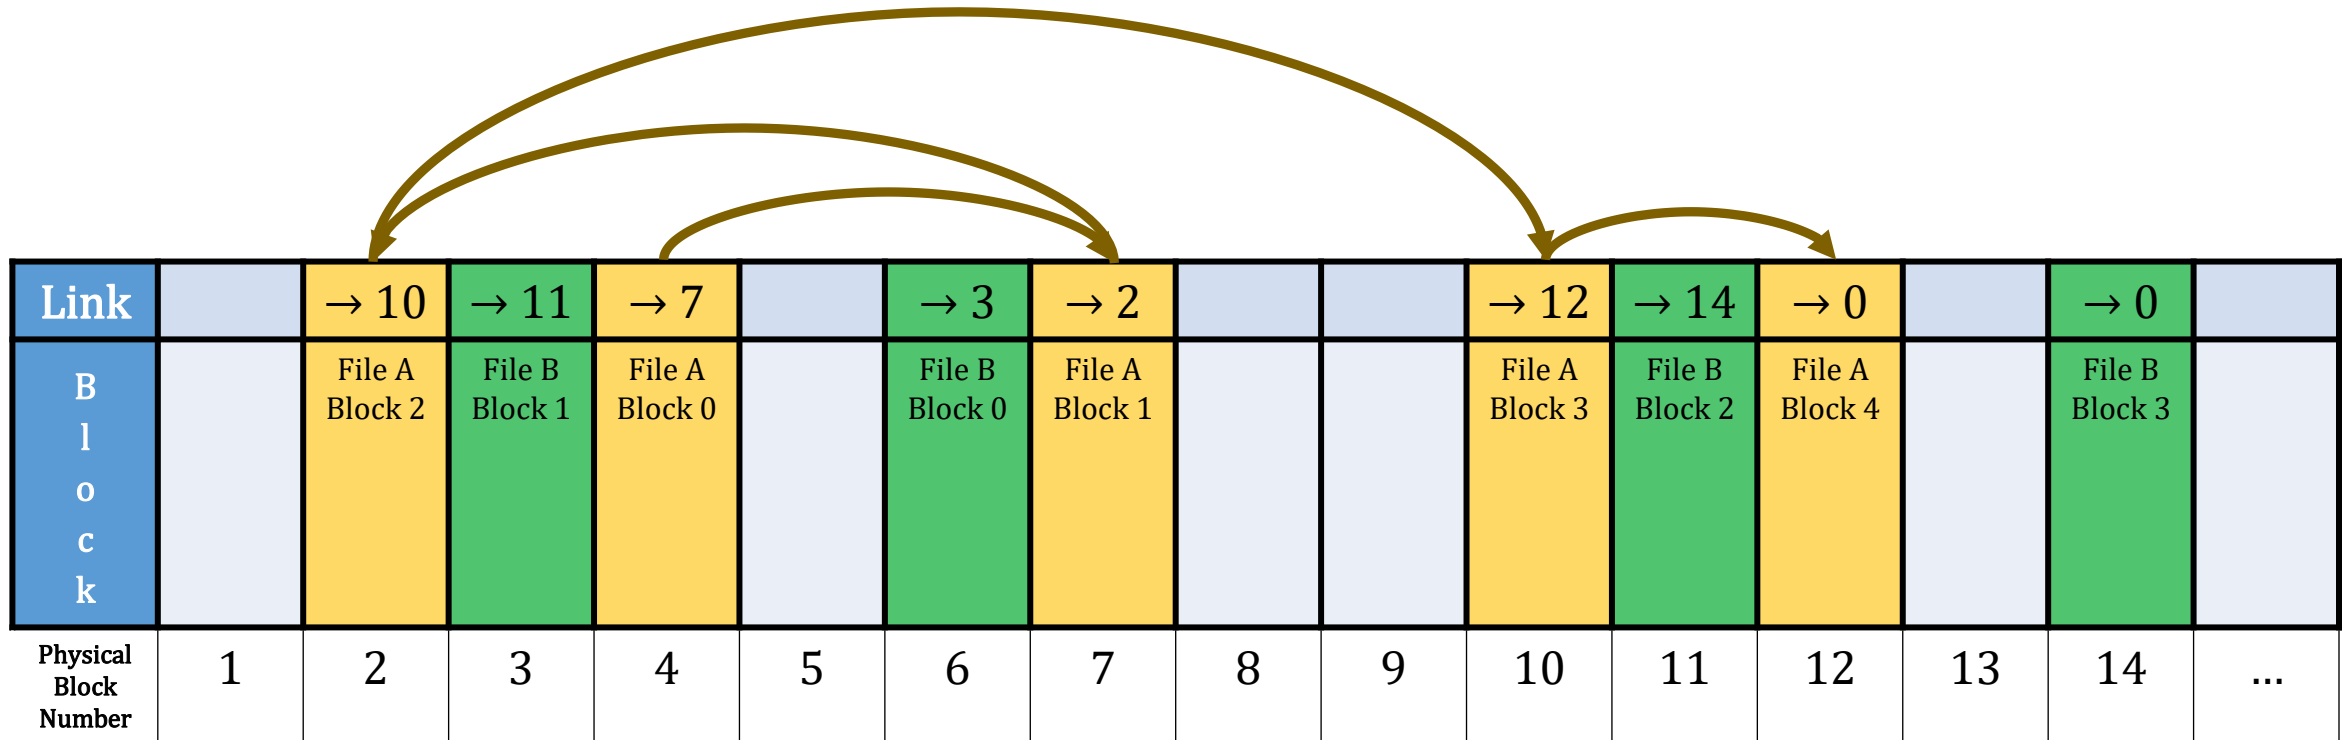 Link → 10 → 11 → 7 → 3 → 2 → 12 → 14 → 0 → 0
B
l
o
c
k
File A
Block 2
File B
Block 1
File A
Block 0
File B
Block 0
File A
Block 1
File A
Block 3
File B
Block 2
File A
Block 4
File B
Block 3
Physical
Block
Number
1 2 3 4 5 6 7 8 9 10 11 12 13 14 ...